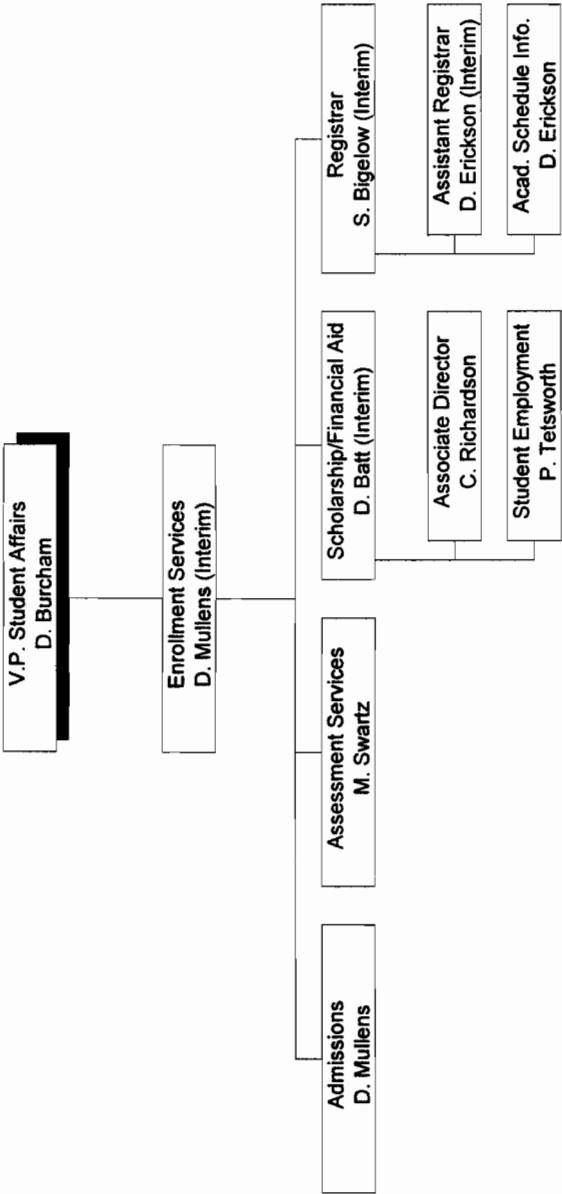 V.P. Student Affairs
D. Burcham
Enrollment Services
D. Mullens (Interim)
Admissions
D. Mullens
Assessment Services
M. Swartz
Scholarship/Financial Aid
D. Batt (Interim)
Associate Director
C. Richardson
Student Employment
P. Tetsworth
Registrar
S. Bigelow (Interim)
Assistant Registrar
D. Erickson (Interim)
Acad. Schedule Info.
D. Erickson